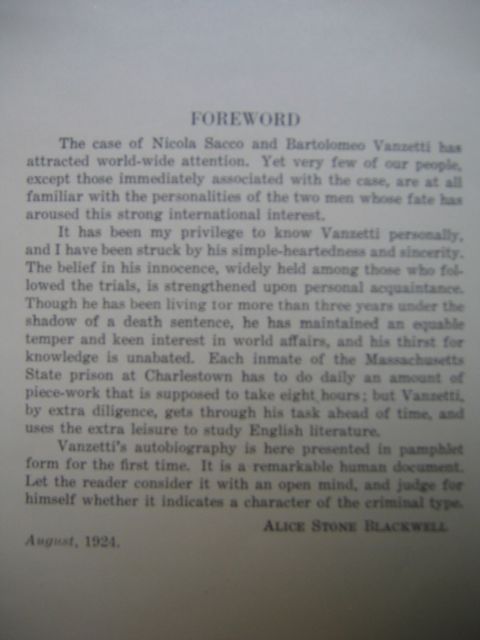 FOREWORD
The case of Nicola Sacco and Bartolomeo Vanzetti has
attracted world-wide attention. Yet very few of our people,
except those immediately associated with the case, are at all
familiar with the personalities of the two men whose fate has
aroused this strong international interest.
It has been my privilege to know Vanzetti personally,
and I have been struck by his simple-heartedness and sincerity.
The belief in his innocence, widely held among those who fol-
lowed the trials, is strengthened upon personal acquaintance.
Though he has been living for more than three years under the
shadow of a death sentence, he has maintained an equable
temper and keen interest in world affairs, and his thirst for
knowledge is unabated. Each inmate of the Massachusetts
State prison at Charlestown has to do daily an amount of
piece-work that is supposed to take eight hours; but Vanzetti,
by extra diligence, gets through his task ahead of time, and
uses the extra leisure to study English literature.
Vanzetti's autobiography is here presented in pamphlet
form for the first time. It is a remarkable human document.
Let the reader consider it with an open mind, and judge for
himself whether it indicates a character of the criminal type.
ALICE STONE BLACKWELL
August, 1924.